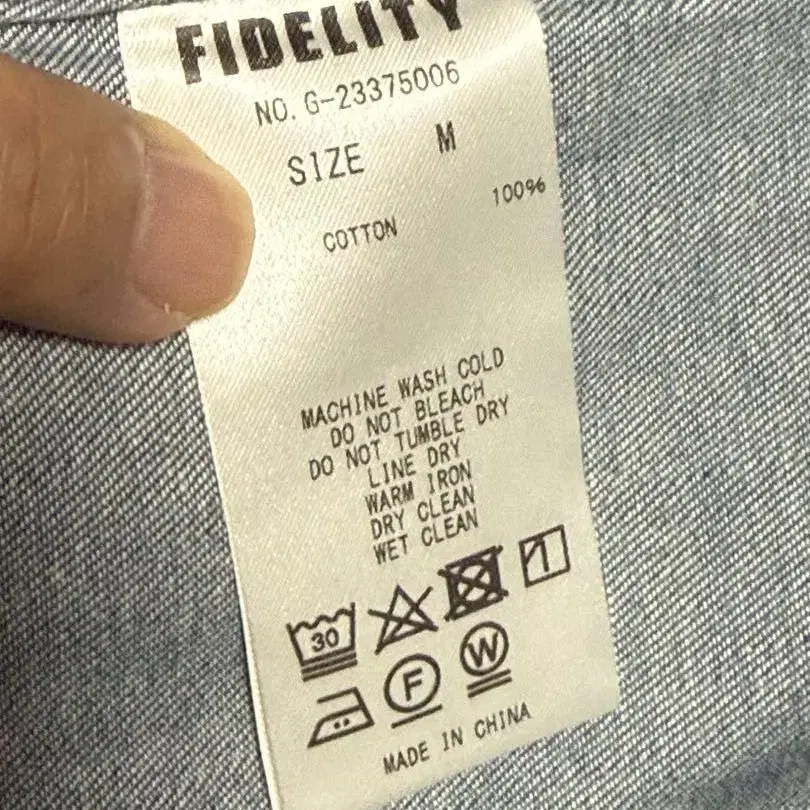 FIDELITY
NO. G-23375006
SIZE M
100%
COTTON
MACHINE WASH COLD
DO NOT BLEACH
DO NOT TUMBLE DRY
LINE DRY
WARM IRON
DRY CLEAN
WET CLEAN
30
F W
MADE IN CHINA